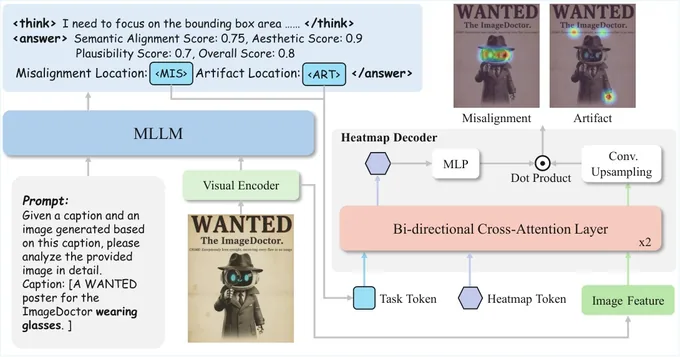 <think> I need to focus on the bounding box area ...... </think>
<answer> Semantic Alignment Score: 0.75, Aesthetic Score: 0.9
Plausibility Score: 0.7, Overall Score: 0.8
Misalignment Location: <MIS> Artifact Location: <ART> </answer>
MLLM
Visual Encoder
Prompt:
Given a caption and an
image generated based
on this caption, please
analyze the provided
image in detail.
Caption: [A WANTED
poster for the
ImageDoctor wearing
glasses. ]
WANTED
The ImageDoctor.
WANTED
The ImageDoctor.
WANTED
The ImageDoctor.
Misalignment
Artifact
Heatmap Decoder
MLP
Dot Product
Conv.
Upsampling
Bi-directional Cross-Attention Layer
x2
Task Token
Heatmap Token
Image Feature